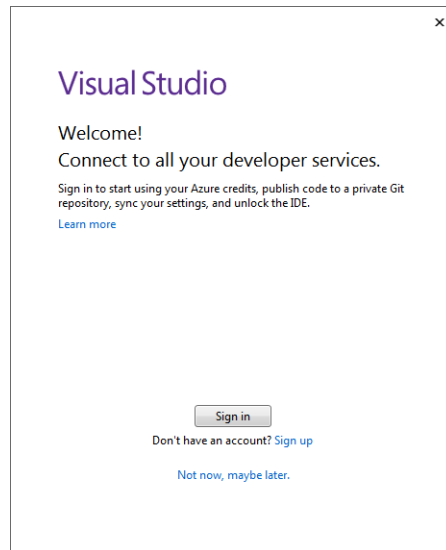 Visual Studio
Welcome!
Connect to all your developer services.
Sign in to start using your Azure credits, publish code to a private Git
repository, sync your settings, and unlock the IDE.
Learn more
Sign in
Don't have an account? Sign up
Not now, maybe later.